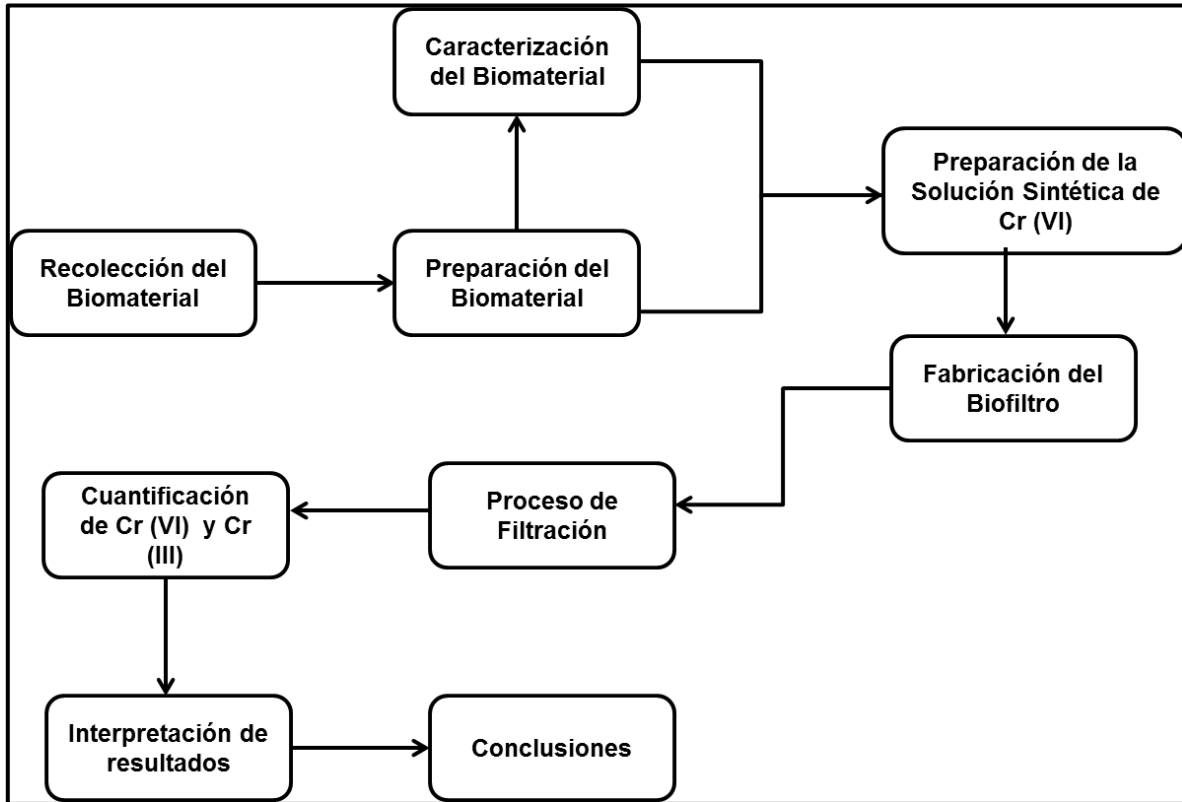 Caracterización
del Biomaterial
Preparación de la
Solución Sintética de
Cr (VI)
Recolección del
Biomaterial
Preparación del
Biomaterial
Fabricación del
Biofiltro
Proceso de
Filtración
Cuantificación
de Cr (VI) y Cr
(III)
Interpretación de
resultados
Conclusiones